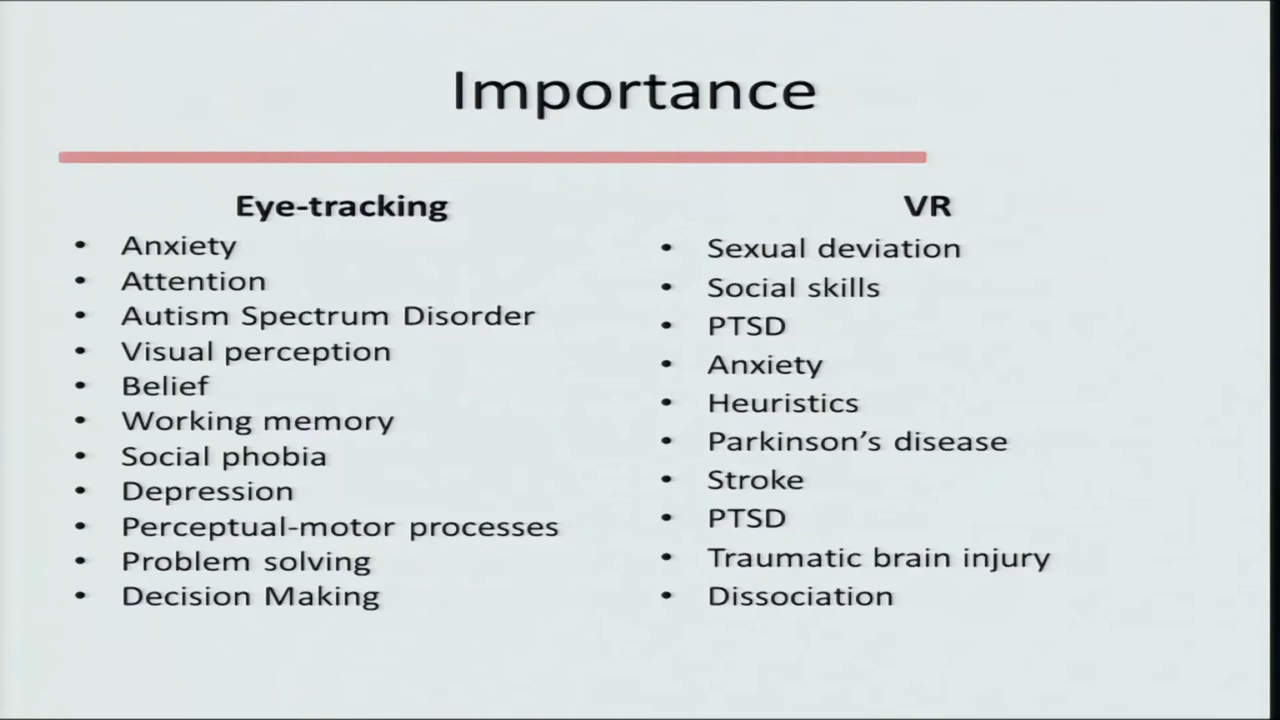 Importance
Eye-tracking
• Anxiety
• Attention
• Autism Spectrum Disorder
• Visual perception
• Belief
• Working memory
• Social phobia
• Depression
• Perceptual-motor processes
• Problem solving
• Decision Making
VR
• Sexual deviation
• Social skills
• PTSD
• Anxiety
• Heuristics
• Parkinson’s disease
• Stroke
• PTSD
• Traumatic brain injury
• Dissociation